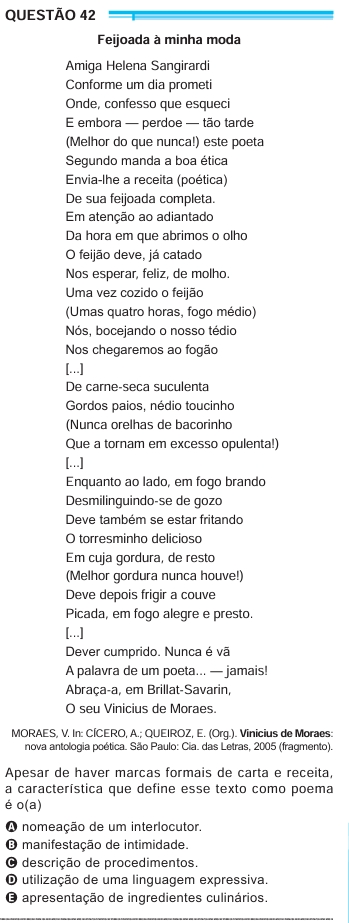 QUESTÃO 42
Feijoada à minha moda
Amiga Helena Sangirardi
Conforme um dia prometi
Onde, confesso que esqueci
E embora — perdoe — tão tarde
(Melhor do que nunca!) este poeta
Segundo manda a boa ética
Envia-lhe a receita (poética)
De sua feijoada completa.
Em atenção ao adiantado
Da hora em que abrimos o olho
O feijão deve, já catado
Nos esperar, feliz, de molho.
Uma vez cozido o feijão
(Umas quatro horas, fogo médio)
Nós, bocejando o nosso tédio
Nos chegaremos ao fogão
[...]
De carne-seca suculenta
Gordos paios, nédio toucinho
(Nunca orelhas de bacorinho
Que a tornam em excesso opulenta!)
[...]
Enquanto ao lado, em fogo brando
Desmilinguindo-se de gozo
Deve também se estar fritando
O torresminho delicioso
Em cuja gordura, de resto
(Melhor gordura nunca houve!)
Deve depois frigir a couve
Picada, em fogo alegre e presto.
[...]
Dever cumprido. Nunca é vã
A palavra de um poeta... — jamais!
Abraça-a, em Brillat-Savarin,
O seu Vinicius de Moraes.
MORAES, V. In: CÍCERO, A.; QUEIROZ, E. (Org.). Vinicius de Moraes:
nova antologia poética. São Paulo: Cia. das Letras, 2005 (fragmento).
Apesar de haver marcas formais de carta e receita,
a característica que define esse texto como poema
é o(a)
A nomeação de um interlocutor.
B manifestação de intimidade.
C descrição de procedimentos.
D utilização de uma linguagem expressiva.
E apresentação de ingredientes culinários.